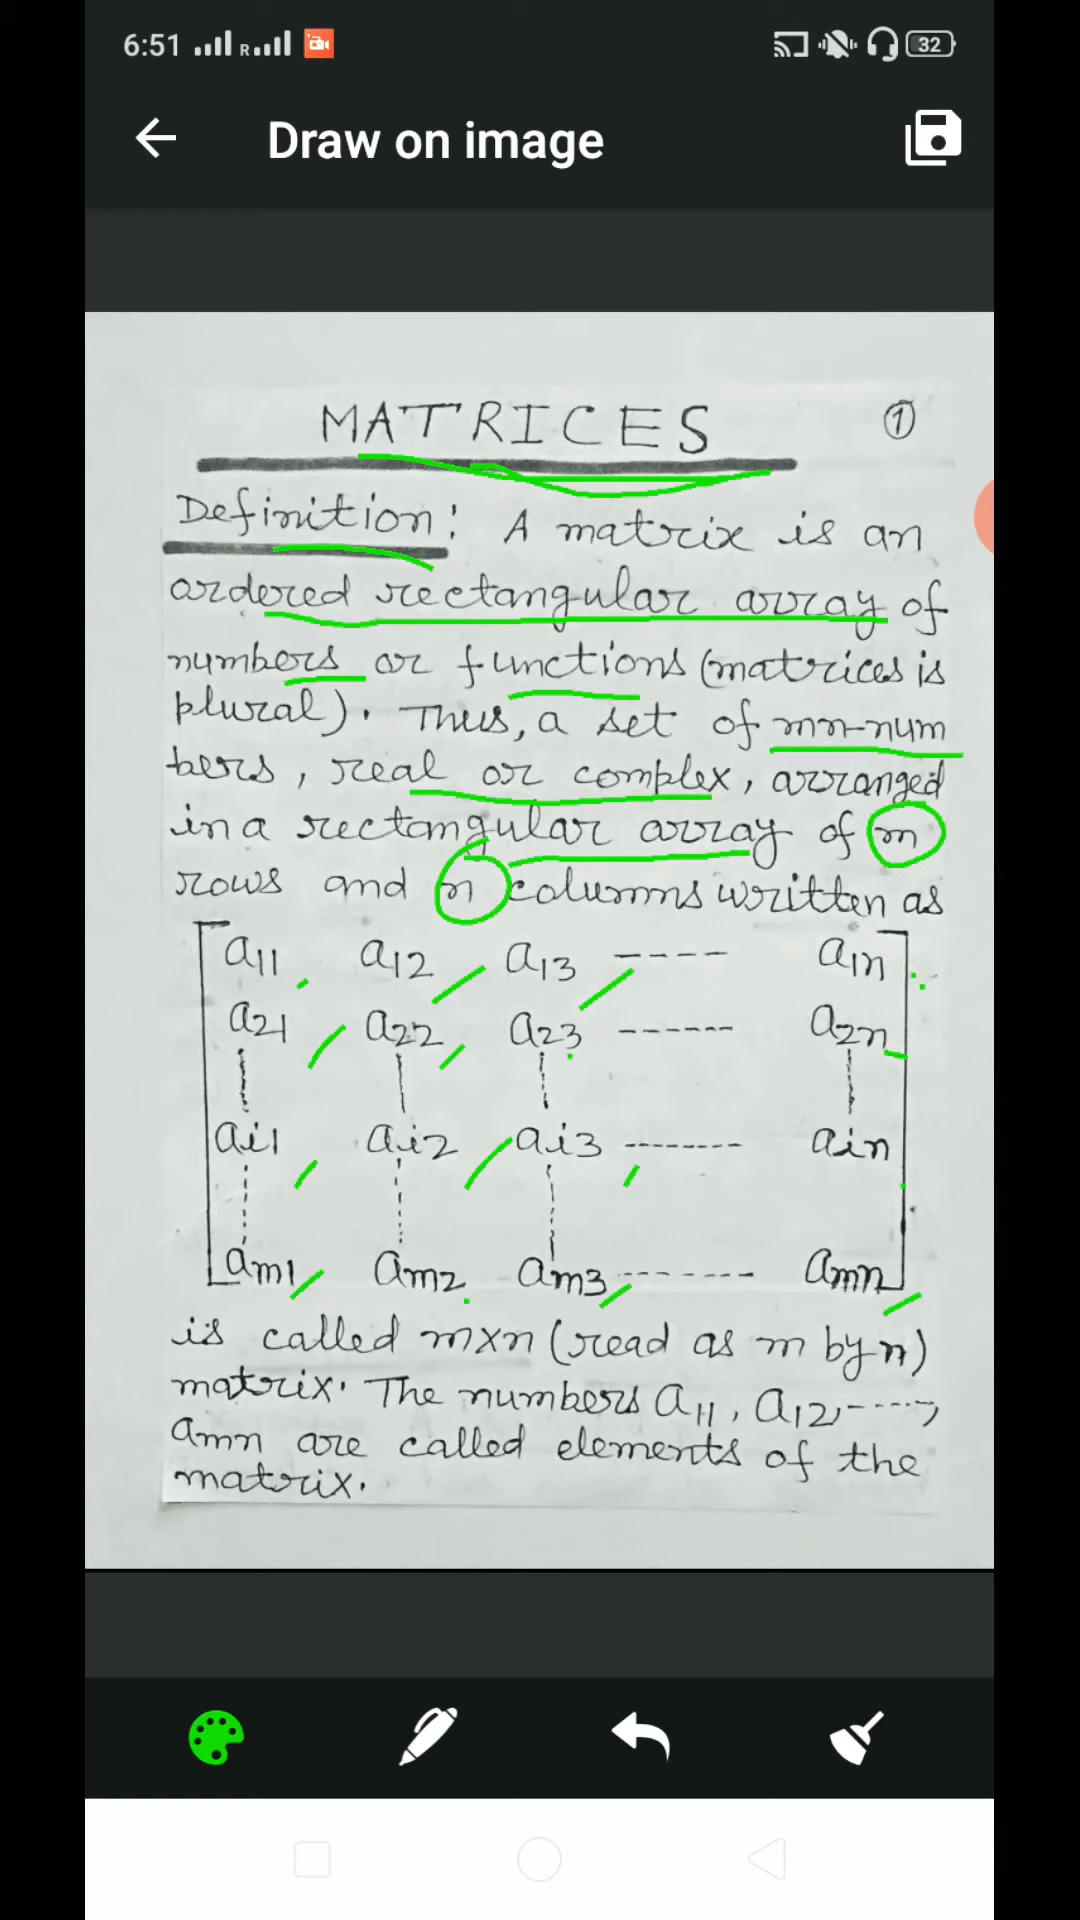 6:51 R 32
Draw on image
MATRICES 1
Definition: A matrix is an
ordered rectangular array of
numbers or functions (matrices is
plural). Thus, a set of mn-num
bers, real or complex, arranged
in a rectangular array of m
rows and n columns written as
a11 a12 a13 ---- a1n
a21 a22 a23 ------ a2n
ai1 ai2 ai3 -------- ain
am1 am2 am3 -------- amn
is called m×n (read as m by n)
matrix. The numbers a11, a12, -----,
amn are called elements of the
matrix.